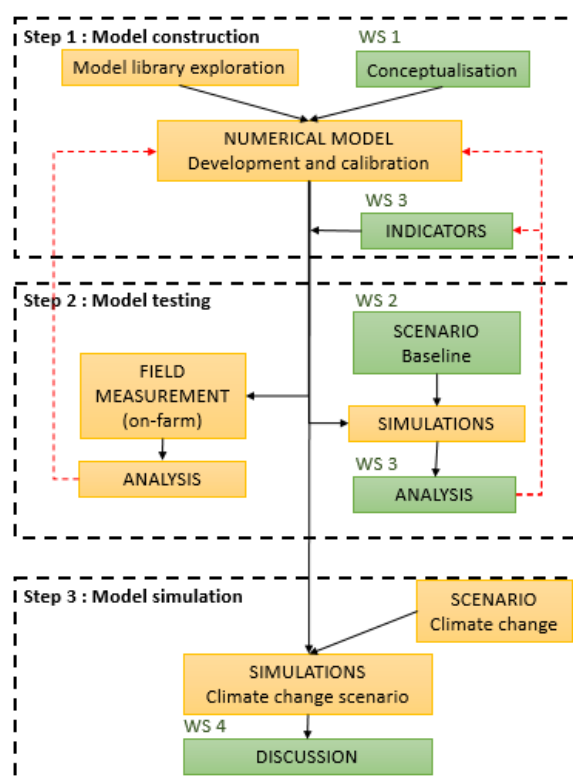 Step 1 : Model construction
WS 1
Model library exploration
Conceptualisation
NUMERICAL MODEL
Development and calibration
WS 3
INDICATORS
Step 2 : Model testing
WS 2
SCENARIO
Baseline
FIELD
MEASUREMENT
(on-farm)
SIMULATIONS
WS 3
ANALYSIS
ANALYSIS
Step 3 : Model simulation
SCENARIO
Climate change
SIMULATIONS
Climate change scenario
WS 4
DISCUSSION